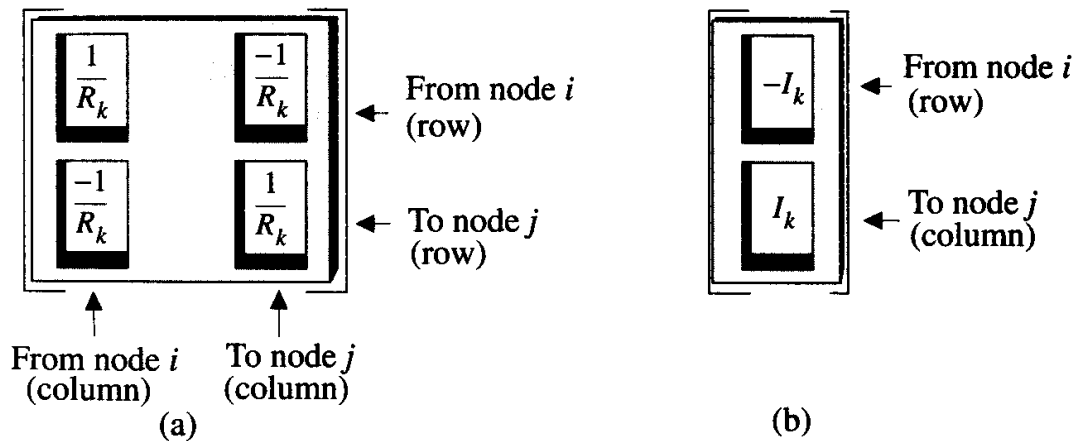 1/R_k -1/R_k
From node i
(row)
-1/R_k 1/R_k
To node j
(row)
From node i
(column)
To node j
(column)
(a)
-I_k
From node i
(row)
I_k
To node j
(column)
(b)